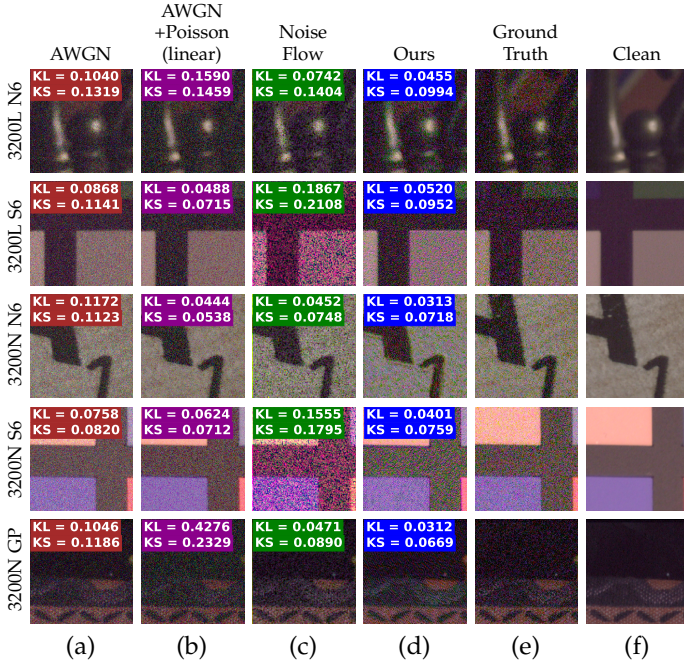 AWGN
AWGN
+Poisson
(linear)
Noise
Flow
Ours
Ground
Truth
Clean
3200L N6
KL = 0.1040
KS = 0.1319
KL = 0.1590
KS = 0.1459
KL = 0.0742
KS = 0.1404
KL = 0.0455
KS = 0.0994
3200L S6
KL = 0.0868
KS = 0.1141
KL = 0.0488
KS = 0.0715
KL = 0.1867
KS = 0.2108
KL = 0.0520
KS = 0.0952
3200N N6
KL = 0.1172
KS = 0.1123
KL = 0.0444
KS = 0.0538
KL = 0.0452
KS = 0.0748
KL = 0.0313
KS = 0.0718
3200N S6
KL = 0.0758
KS = 0.0820
KL = 0.0624
KS = 0.0712
KL = 0.1555
KS = 0.1795
KL = 0.0401
KS = 0.0759
3200N GP
KL = 0.1046
KS = 0.1186
KL = 0.4276
KS = 0.2329
KL = 0.0471
KS = 0.0890
KL = 0.0312
KS = 0.0669
(a)
(b)
(c)
(d)
(e)
(f)